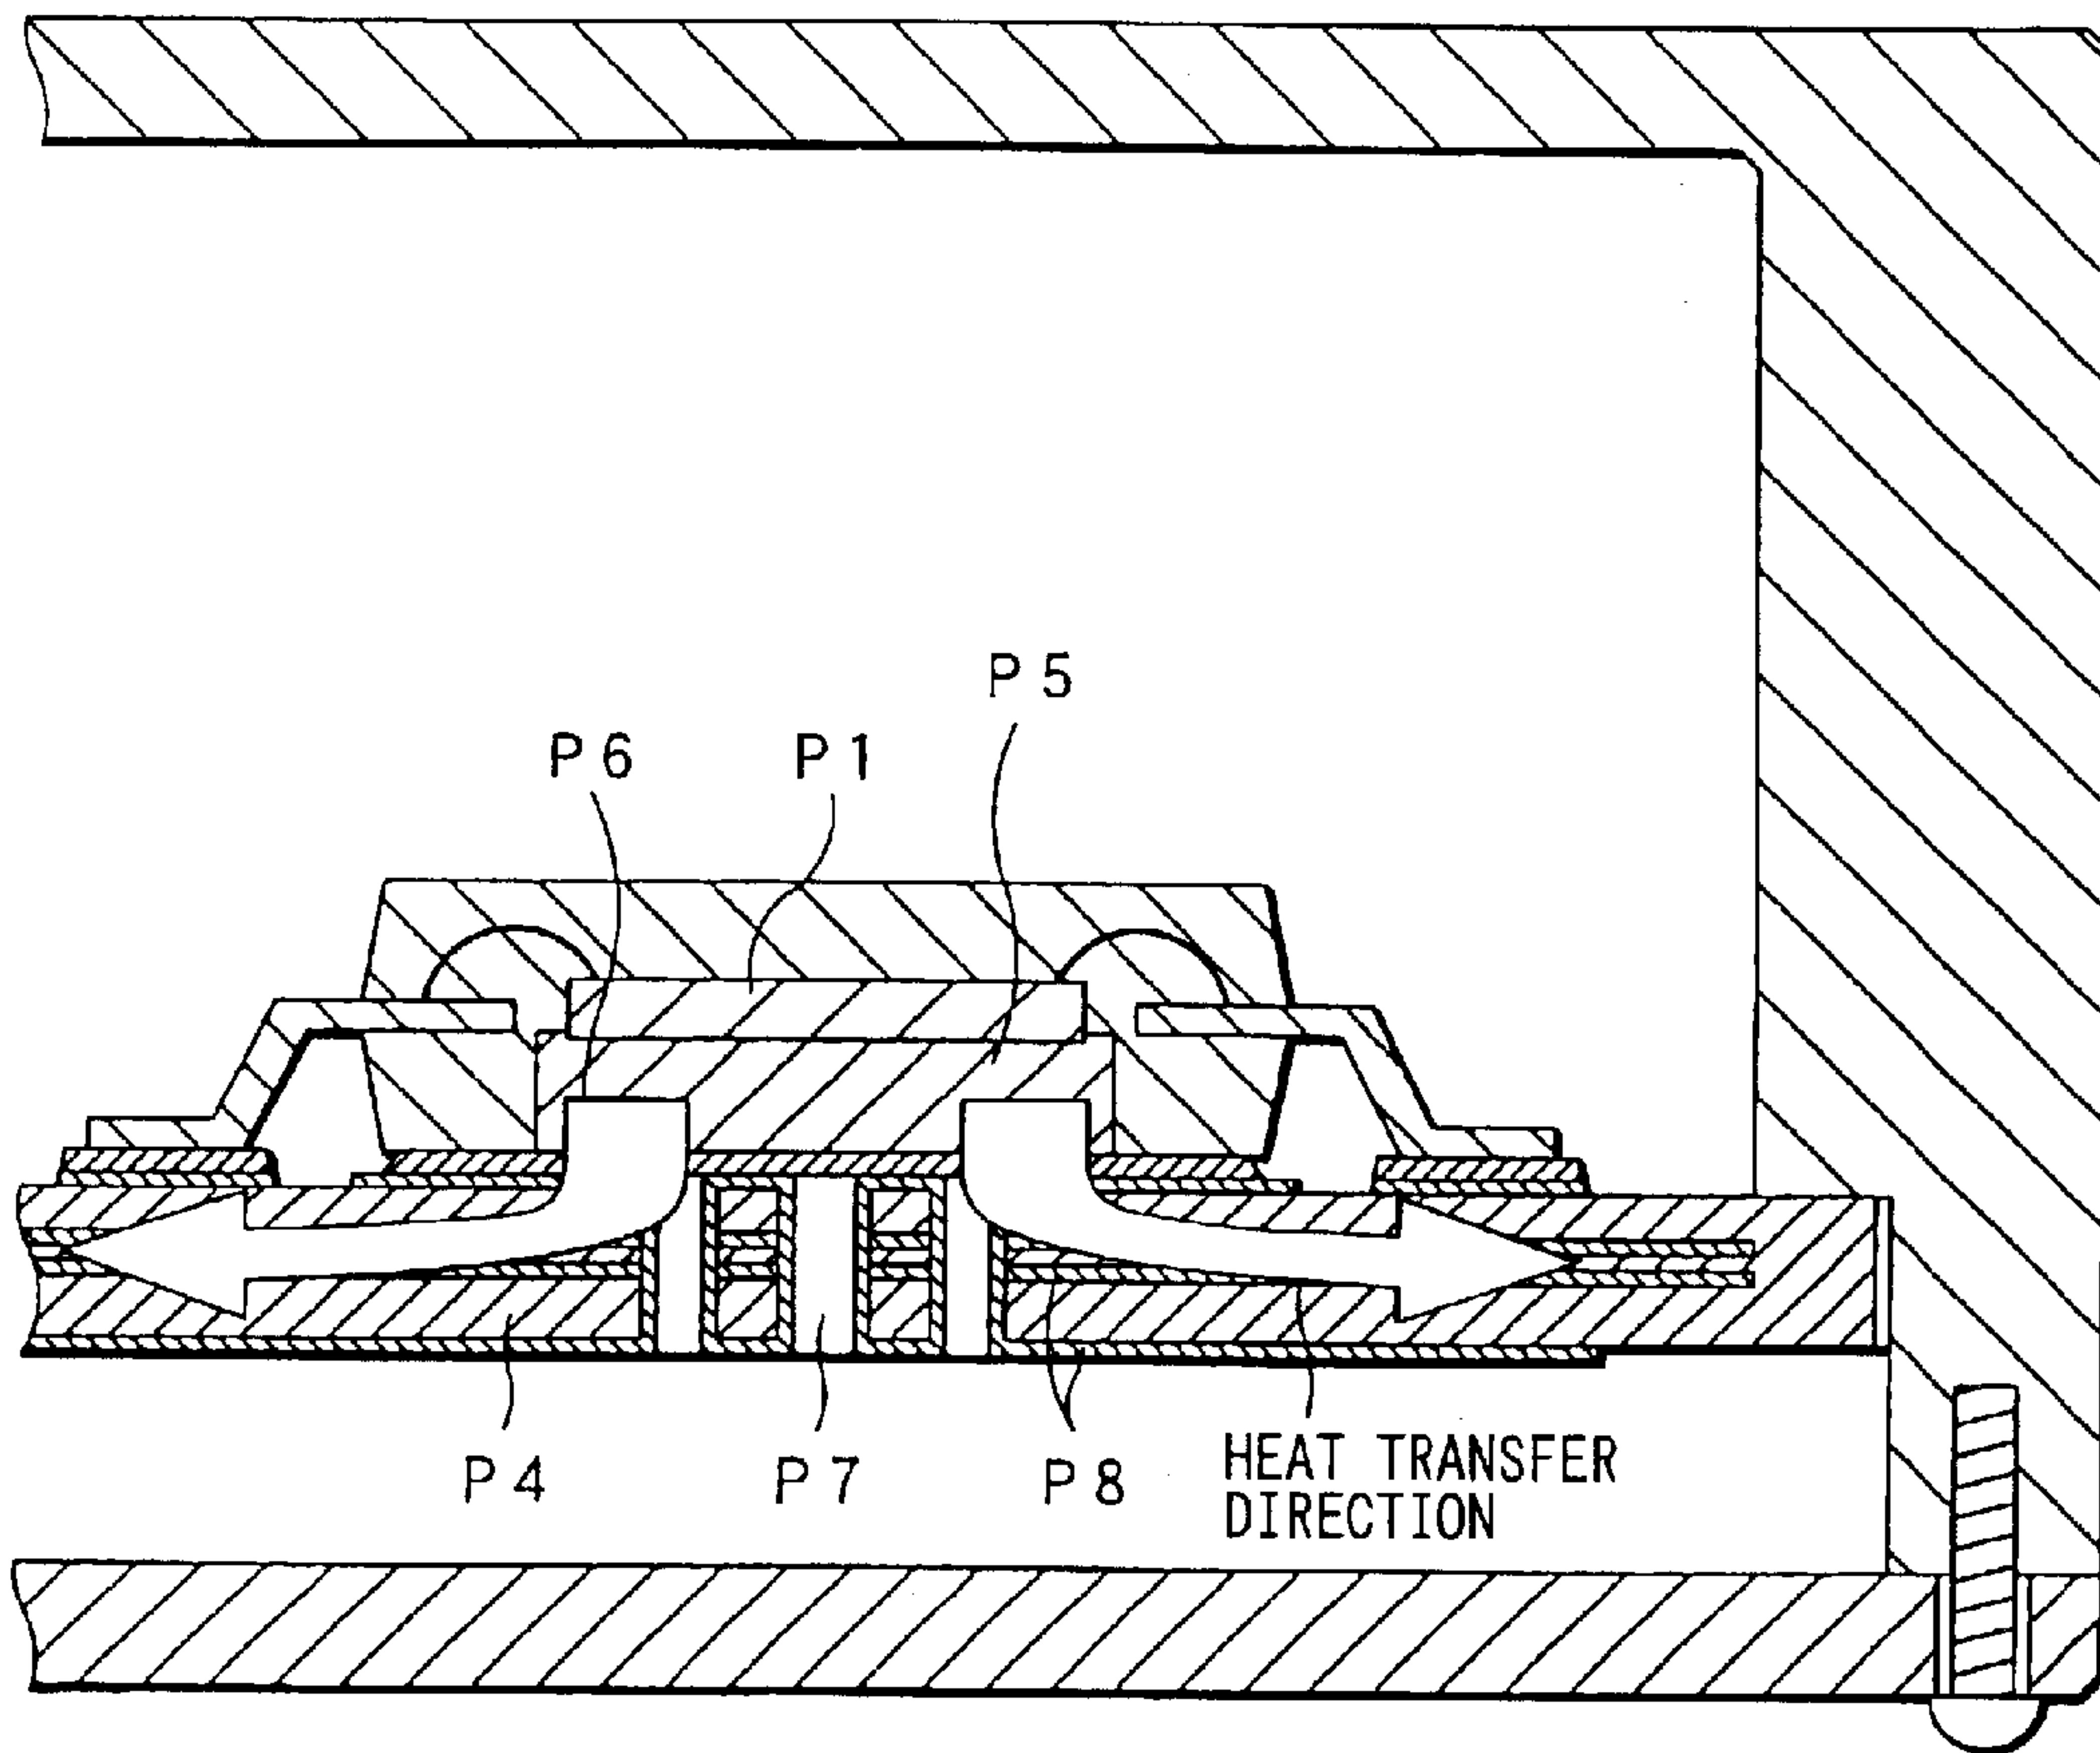 P5
P6
P1
P4
P7
P8
HEAT TRANSFER
DIRECTION